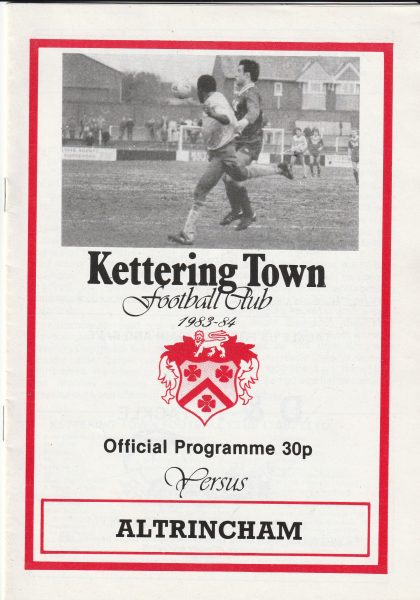 Kettering Town
Football Club
1983-84
Official Programme 30p
Versus
ALTRINCHAM